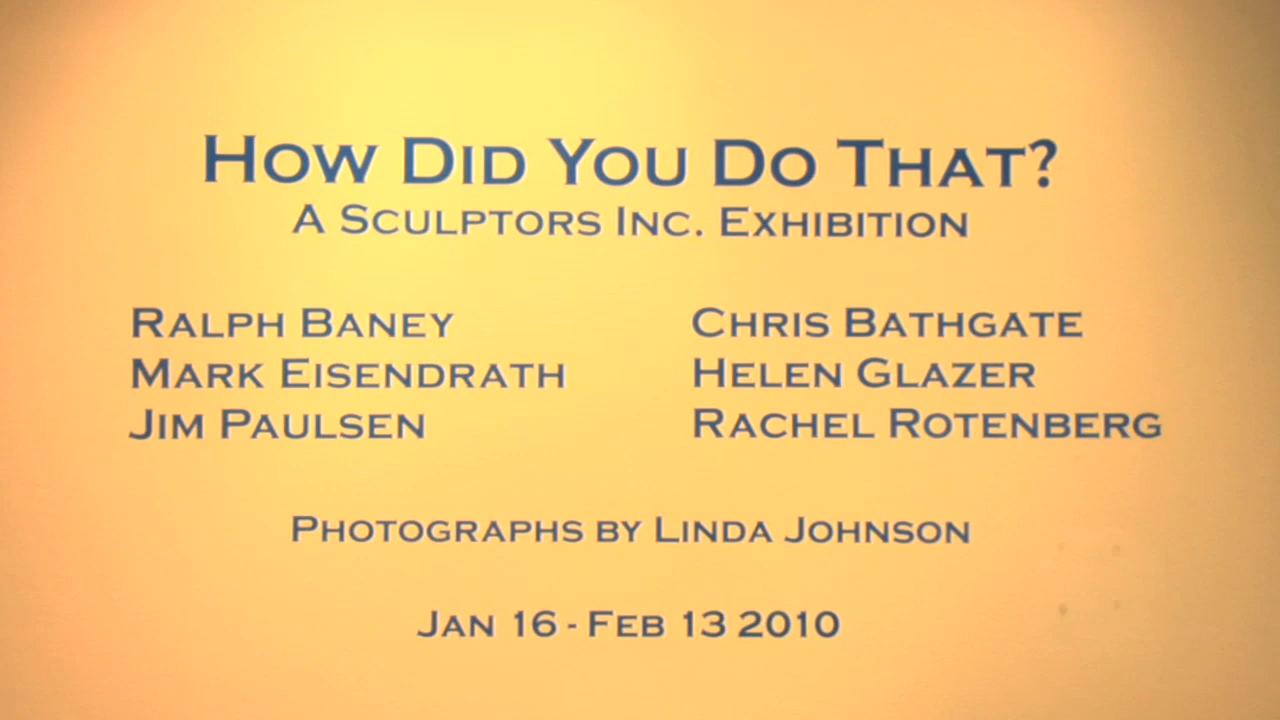 How Did You Do That?
A Sculptors Inc. Exhibition
Ralph Baney
Mark Eisendrath
Jim Paulsen
Chris Bathgate
Helen Glazer
Rachel Rotenberg
Photographs by Linda Johnson
Jan 16 - Feb 13 2010